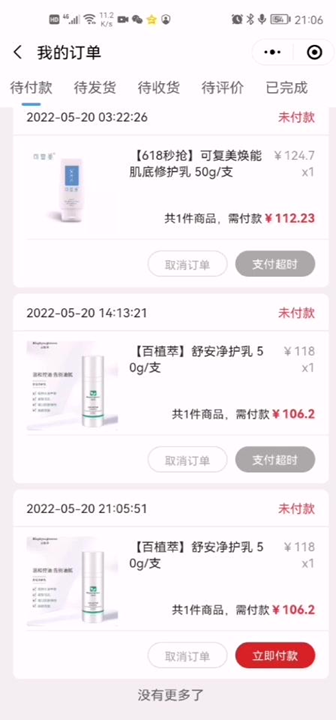 HD 4G 11.2 K/s 54 21:06
我的订单
待付款 待发货 待收货 待评价 已完成
2022-05-20 03:22:26 未付款
【618秒抢】可复美焕能 ￥124.7
肌底修护乳 50g/支 x1
共1件商品，需付款￥112.23
取消订单 支付超时
2022-05-20 14:13:21 未付款
【百植萃】舒安净护乳 5 ￥118
0g/支 x1
共1件商品，需付款￥106.2
取消订单 支付超时
2022-05-20 21:05:51 未付款
【百植萃】舒安净护乳 5 ￥118
0g/支 x1
共1件商品，需付款￥106.2
取消订单 立即付款
没有更多了